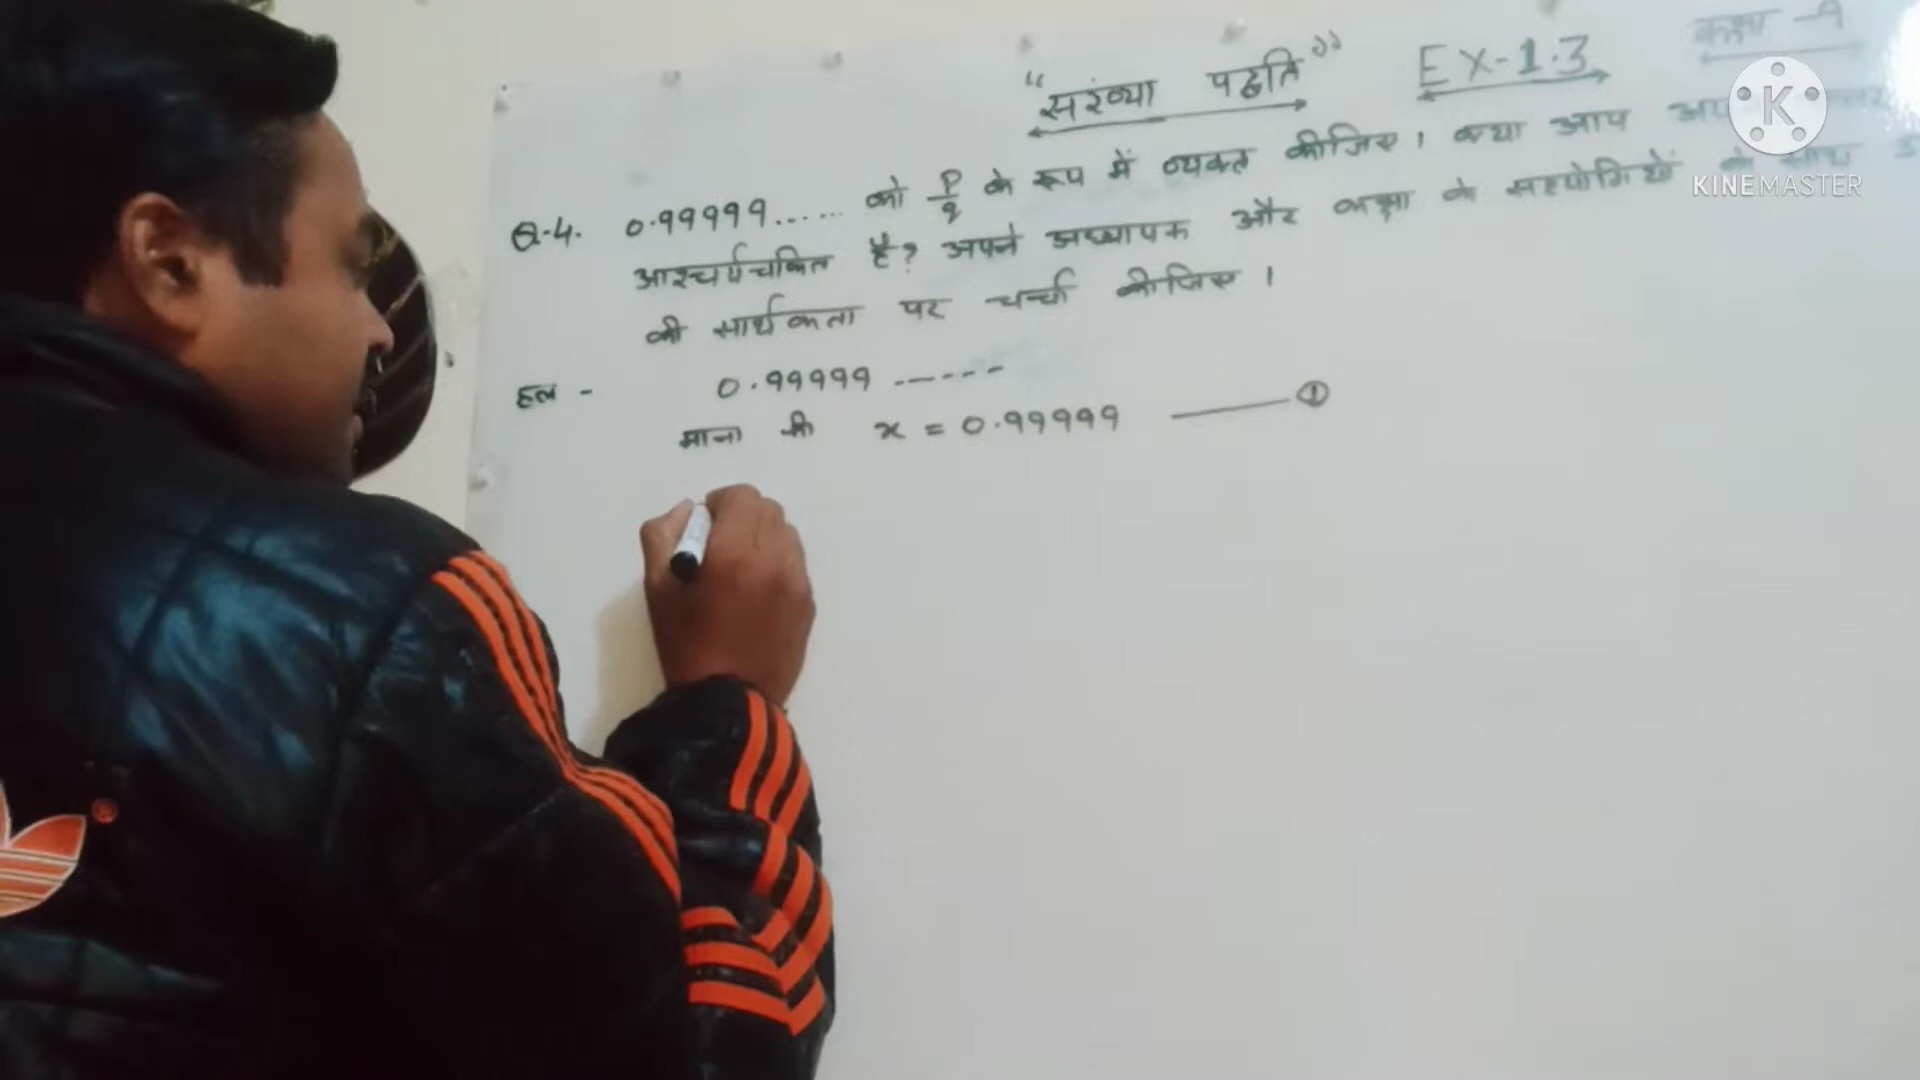 "सरंख्या पद्धति" EX-1.3 कक्षा -9
Q-4. 0.99999...... को p/q के रूप में व्यक्त कीजिए। क्या आप
आश्चर्यचकित है? अपने अध्यापक और कक्षा के सहयोगियों के साथ
की सार्थकता पर चर्चा कीजिए।
हल - 0.99999 ------
माना की x = 0.99999 ——— ①
K
KINEMASTER
®